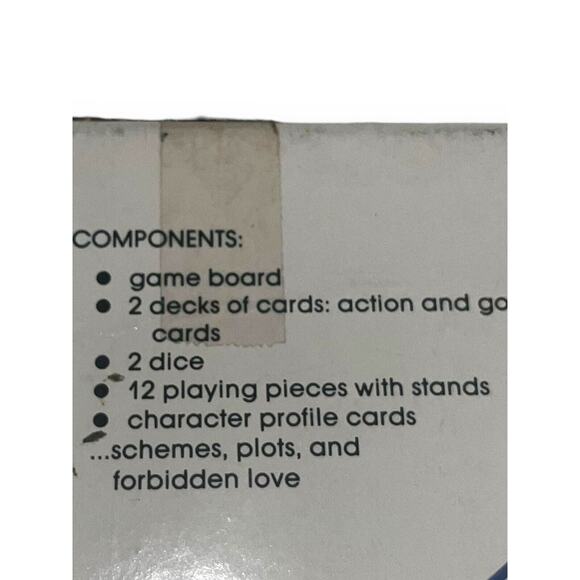 COMPONENTS:
● game board
● 2 decks of cards: action and go
cards
● 2 dice
● 12 playing pieces with stands
● character profile cards
...schemes, plots, and
forbidden love